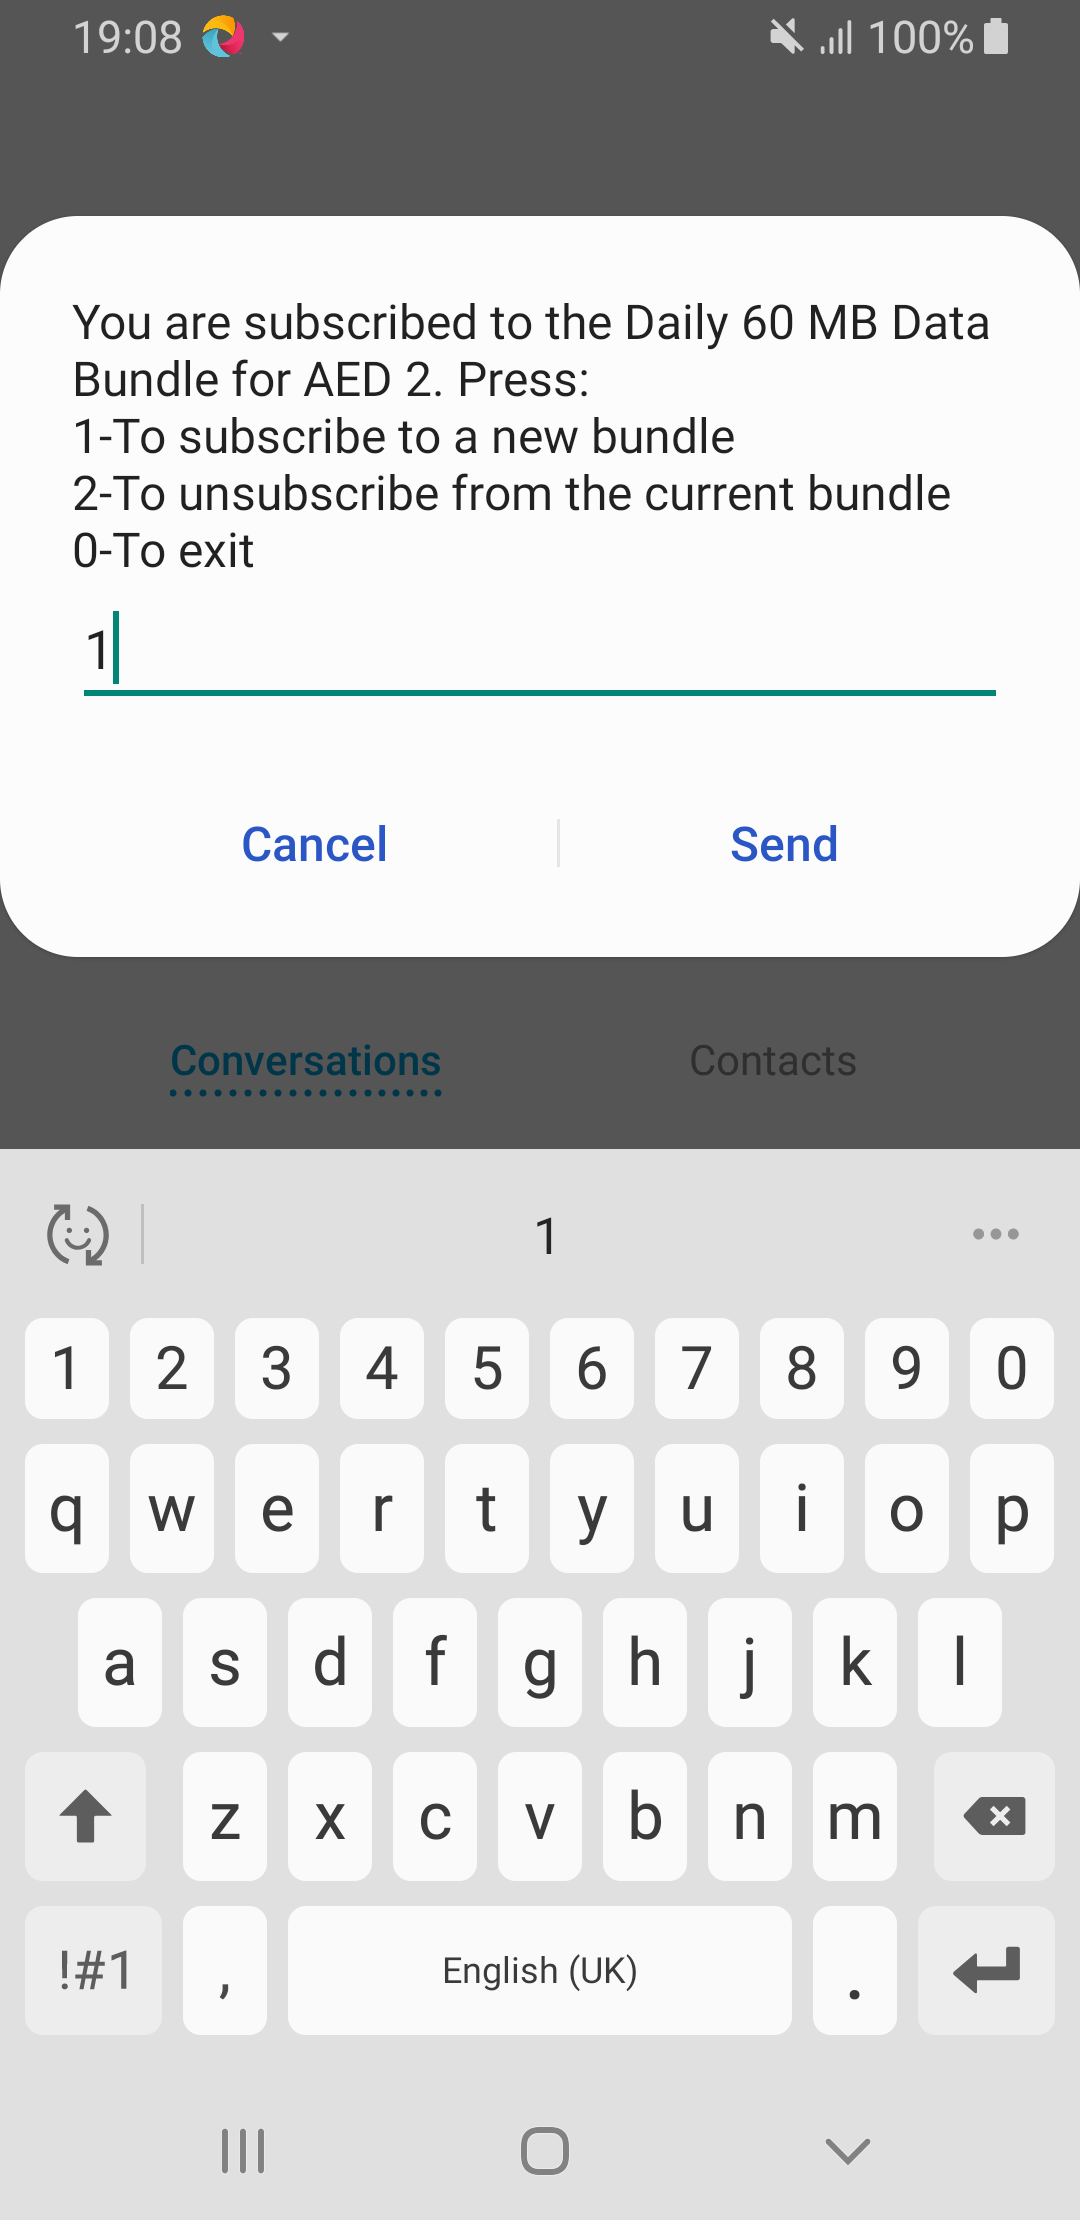 19:08
100%
You are subscribed to the Daily 60 MB Data
Bundle for AED 2. Press:
1-To subscribe to a new bundle
2-To unsubscribe from the current bundle
0-To exit
1
Cancel
Send
Conversations
Contacts
1
1 2 3 4 5 6 7 8 9 0
q w e r t y u i o p
a s d f g h j k l
z x c v b n m
!#1 , English (UK) .